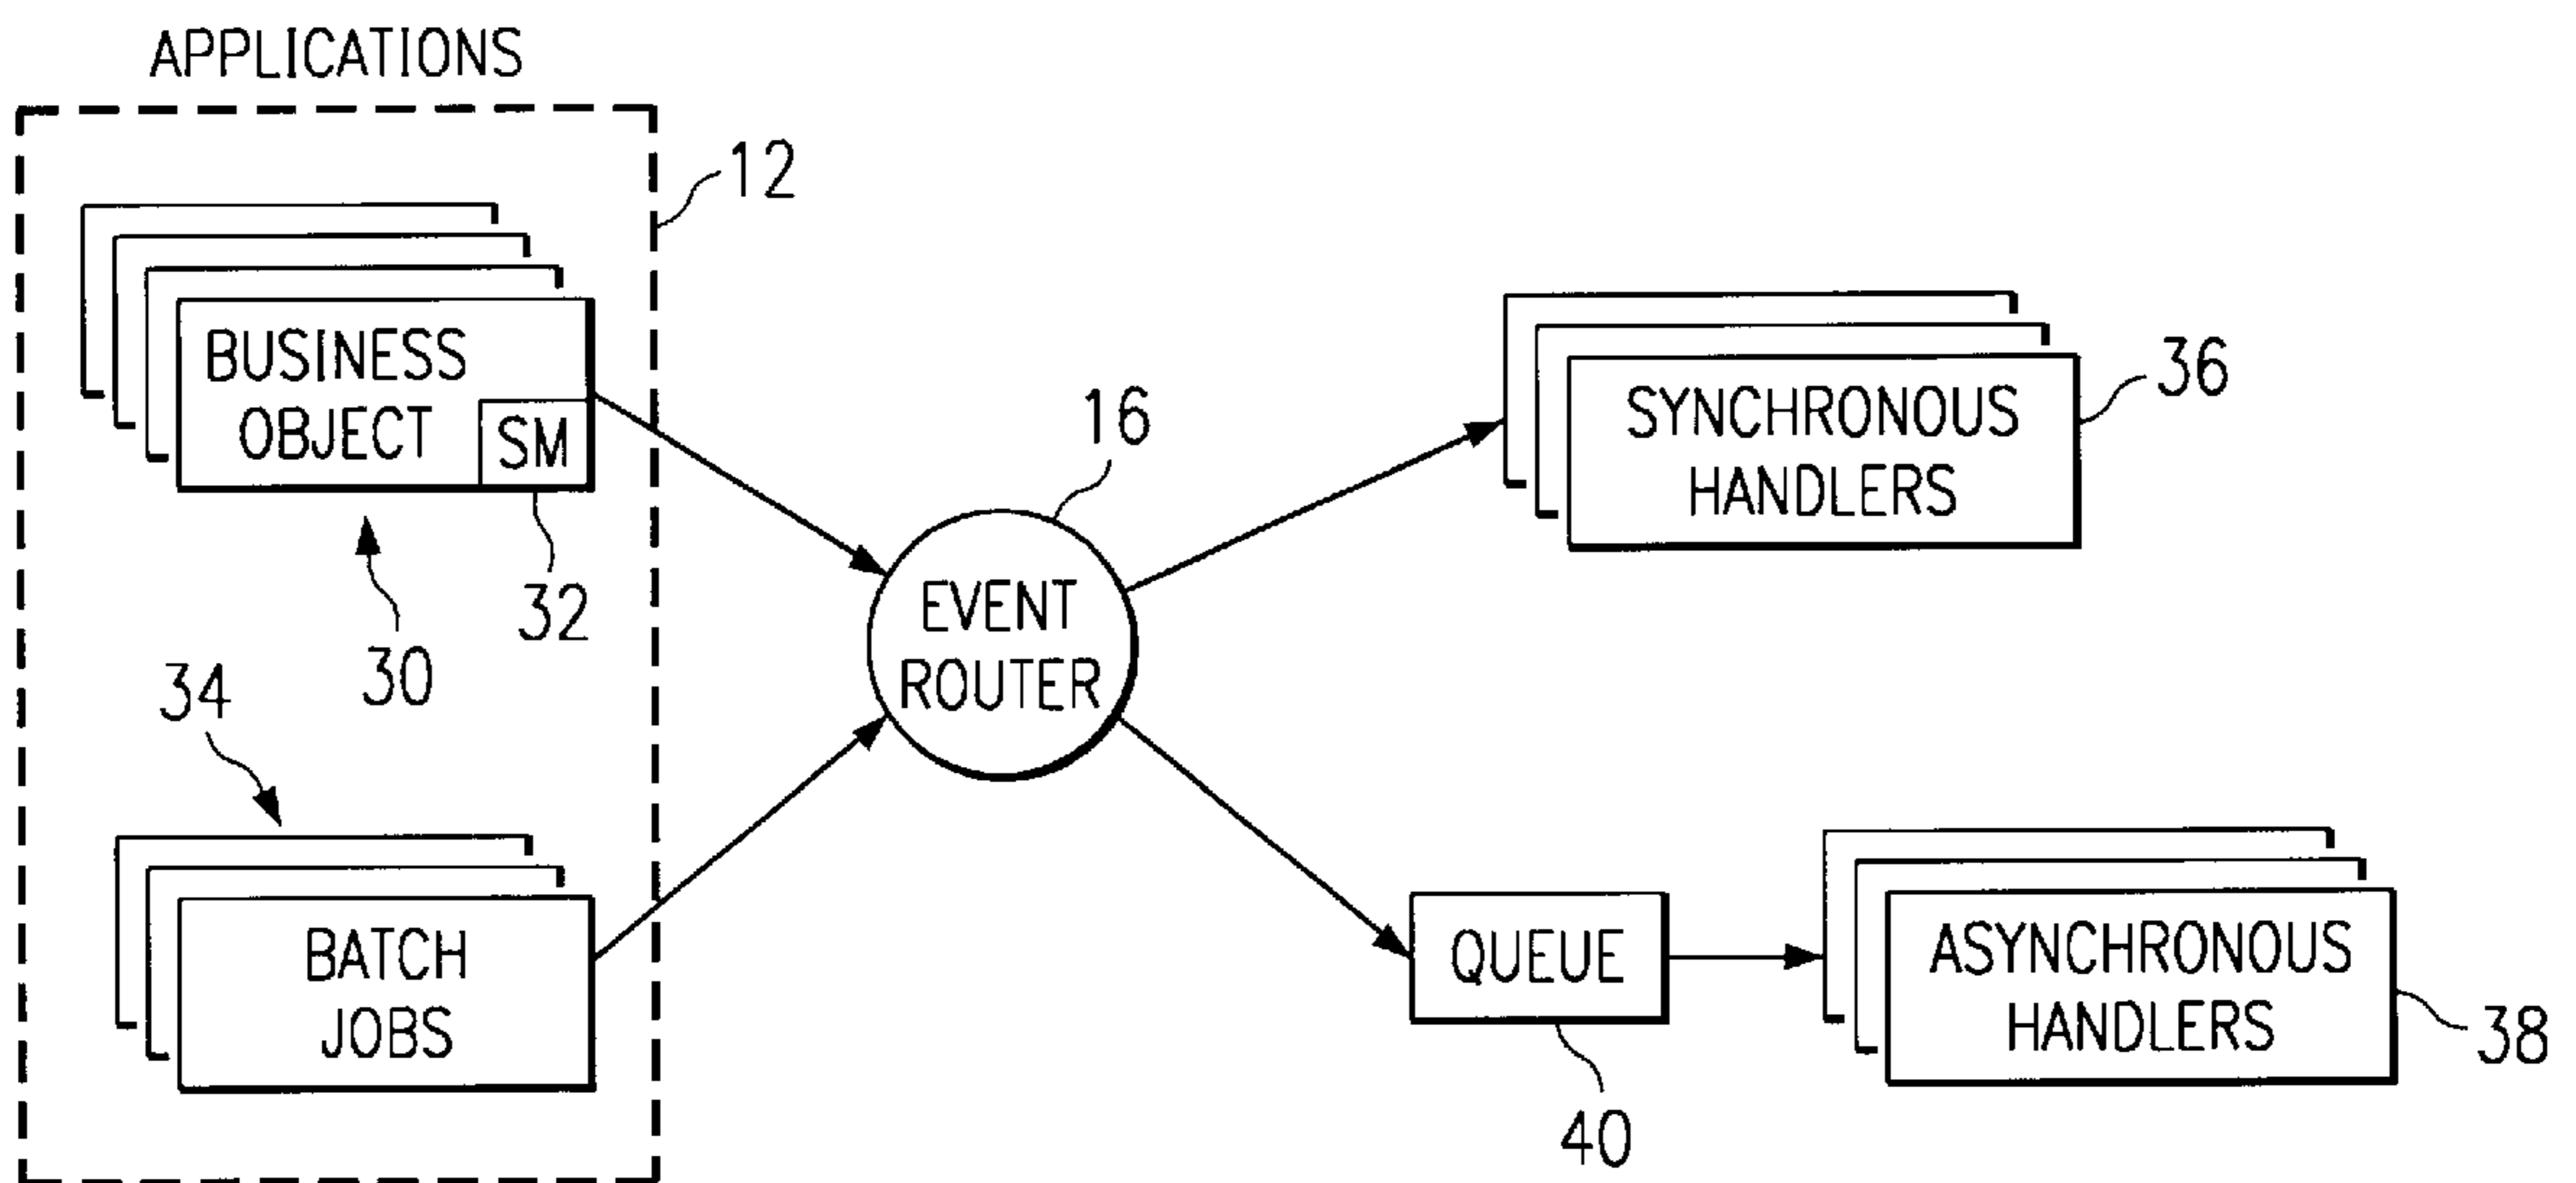 APPLICATIONS
12
BUSINESS
OBJECT
SM
32
30
34
BATCH
JOBS
16
EVENT
ROUTER
SYNCHRONOUS
HANDLERS
36
QUEUE
40
ASYNCHRONOUS
HANDLERS
38